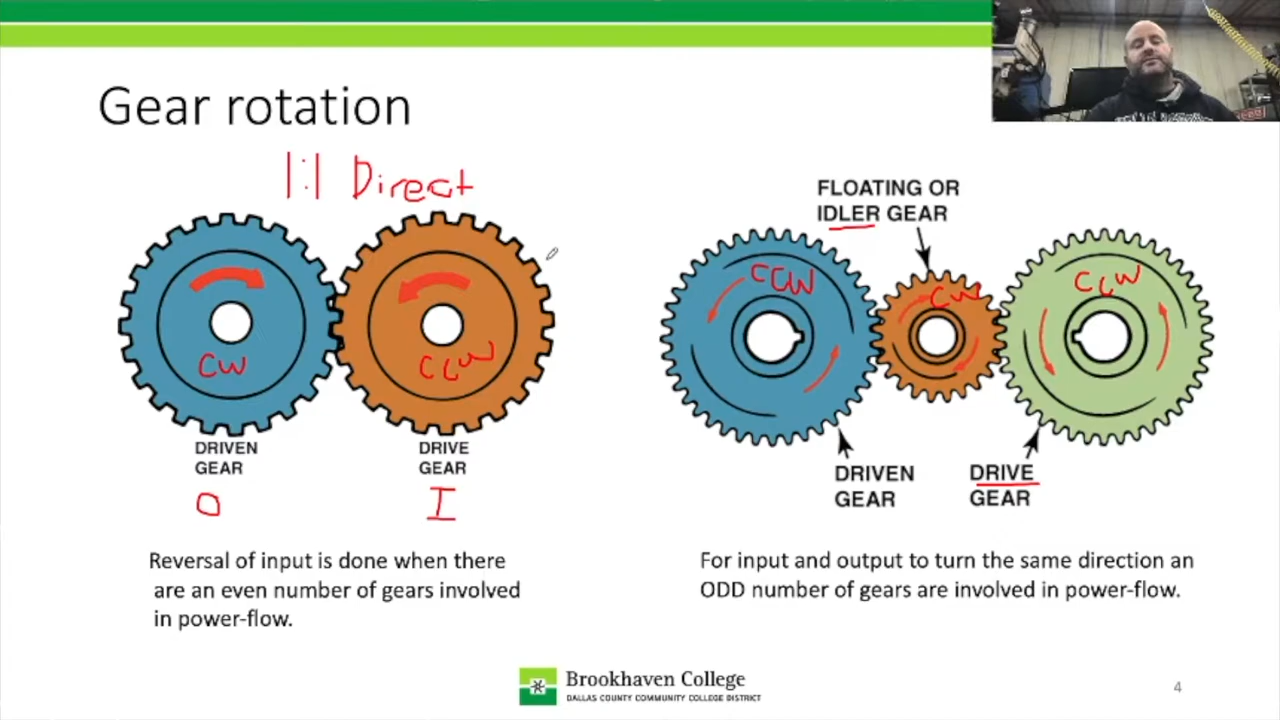 Gear rotation
1:1 Direct
CW
CCW
DRIVEN
GEAR
DRIVE
GEAR
O
I
Reversal of input is done when there
are an even number of gears involved
in power-flow.
FLOATING OR
IDLER GEAR
CCW
CW
CCW
DRIVEN
GEAR
DRIVE
GEAR
For input and output to turn the same direction an
ODD number of gears are involved in power-flow.
Brookhaven College
DALLAS COUNTY COMMUNITY COLLEGE DISTRICT
4